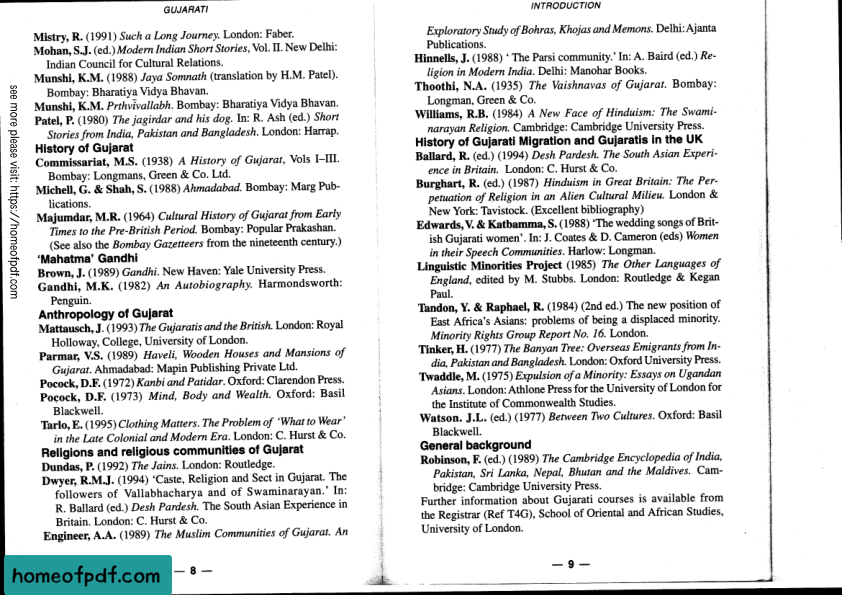 GUJARATI
Mistry, R. (1991) Such a Long Journey. London: Faber.
Mohan, S.J. (ed.) Modern Indian Short Stories, Vol. II. New Delhi:
Indian Council for Cultural Relations.
Munshi, K.M. (1988) Jaya Somnath (translation by H.M. Patel).
Bombay: Bharatiya Vidya Bhavan.
Munshi, K.M. Prthvīvallabh. Bombay: Bharatiya Vidya Bhavan.
Patel, P. (1980) The jagirdar and his dog. In: R. Ash (ed.) Short
Stories from India, Pakistan and Bangladesh. London: Harrap.
History of Gujarat
Commissariat, M.S. (1938) A History of Gujarat, Vols I–III.
Bombay: Longmans, Green & Co. Ltd.
Michell, G. & Shah, S. (1988) Ahmadabad. Bombay: Marg Pub-
lications.
Majumdar, M.R. (1964) Cultural History of Gujarat from Early
Times to the Pre-British Period. Bombay: Popular Prakashan.
(See also the Bombay Gazetteers from the nineteenth century.)
‘Mahatma’ Gandhi
Brown, J. (1989) Gandhi. New Haven: Yale University Press.
Gandhi, M.K. (1982) An Autobiography. Harmondsworth:
Penguin.
Anthropology of Gujarat
Mattausch, J. (1993) The Gujaratis and the British. London: Royal
Holloway, College, University of London.
Parmar, V.S. (1989) Haveli, Wooden Houses and Mansions of
Gujarat. Ahmadabad: Mapin Publishing Private Ltd.
Pocock, D.F. (1972) Kanbi and Patidar. Oxford: Clarendon Press.
Pocock, D.F. (1973) Mind, Body and Wealth. Oxford: Basil
Blackwell.
Tarlo, E. (1995) Clothing Matters. The Problem of ‘What to Wear’
in the Late Colonial and Modern Era. London: C. Hurst & Co.
Religions and religious communities of Gujarat
Dundas, P. (1992) The Jains. London: Routledge.
Dwyer, R.M.J. (1994) ‘Caste, Religion and Sect in Gujarat. The
followers of Vallabhacharya and of Swaminarayan.’ In:
R. Ballard (ed.) Desh Pardesh. The South Asian Experience in
Britain. London: C. Hurst & Co.
Engineer, A.A. (1989) The Muslim Communities of Gujarat. An
— 8 —
INTRODUCTION
Exploratory Study of Bohras, Khojas and Memons. Delhi: Ajanta
Publications.
Hinnells, J. (1988) ‘ The Parsi community.’ In: A. Baird (ed.) Re-
ligion in Modern India. Delhi: Manohar Books.
Thoothi, N.A. (1935) The Vaishnavas of Gujarat. Bombay:
Longman, Green & Co.
Williams, R.B. (1984) A New Face of Hinduism: The Swami-
narayan Religion. Cambridge: Cambridge University Press.
History of Gujarati Migration and Gujaratis in the UK
Ballard, R. (ed.) (1994) Desh Pardesh. The South Asian Experi-
ence in Britain. London: C. Hurst & Co.
Burghart, R. (ed.) (1987) Hinduism in Great Britain: The Per-
petuation of Religion in an Alien Cultural Milieu. London &
New York: Tavistock. (Excellent bibliography)
Edwards, V. & Katbamma, S. (1988) ‘The wedding songs of Brit-
ish Gujarati women’. In: J. Coates & D. Cameron (eds) Women
in their Speech Communities. Harlow: Longman.
Linguistic Minorities Project (1985) The Other Languages of
England, edited by M. Stubbs. London: Routledge & Kegan
Paul.
Tandon, Y. & Raphael, R. (1984) (2nd ed.) The new position of
East Africa's Asians: problems of being a displaced minority.
Minority Rights Group Report No. 16. London.
Tinker, H. (1977) The Banyan Tree: Overseas Emigrants from In-
dia, Pakistan and Bangladesh. London: Oxford University Press.
Twaddle, M. (1975) Expulsion of a Minority: Essays on Ugandan
Asians. London: Athlone Press for the University of London for
the Institute of Commonwealth Studies.
Watson. J.L. (ed.) (1977) Between Two Cultures. Oxford: Basil
Blackwell.
General background
Robinson, F. (ed.) (1989) The Cambridge Encyclopedia of India,
Pakistan, Sri Lanka, Nepal, Bhutan and the Maldives. Cam-
bridge: Cambridge University Press.
Further information about Gujarati courses is available from
the Registrar (Ref T4G), School of Oriental and African Studies,
University of London.
— 9 —
see more please visit: https://homeofpdf.com
homeofpdf.com